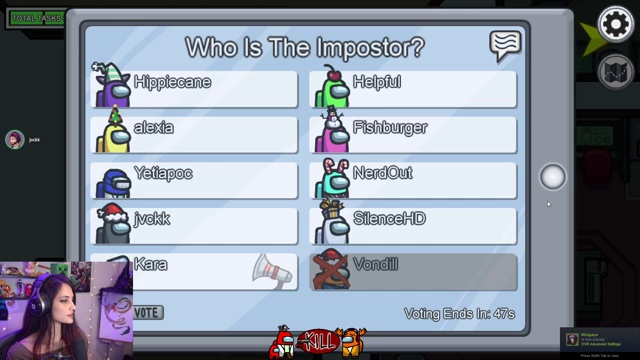 TOTAL TASKS
Who Is The Impostor?
Hippiecane
Helpful
alexia
Fishburger
jvckk
Yetiapoc
NerdOut
jvckk
SilenceHD
Kara
Vondill
VOTE
Voting Ends In: 47s
KILL